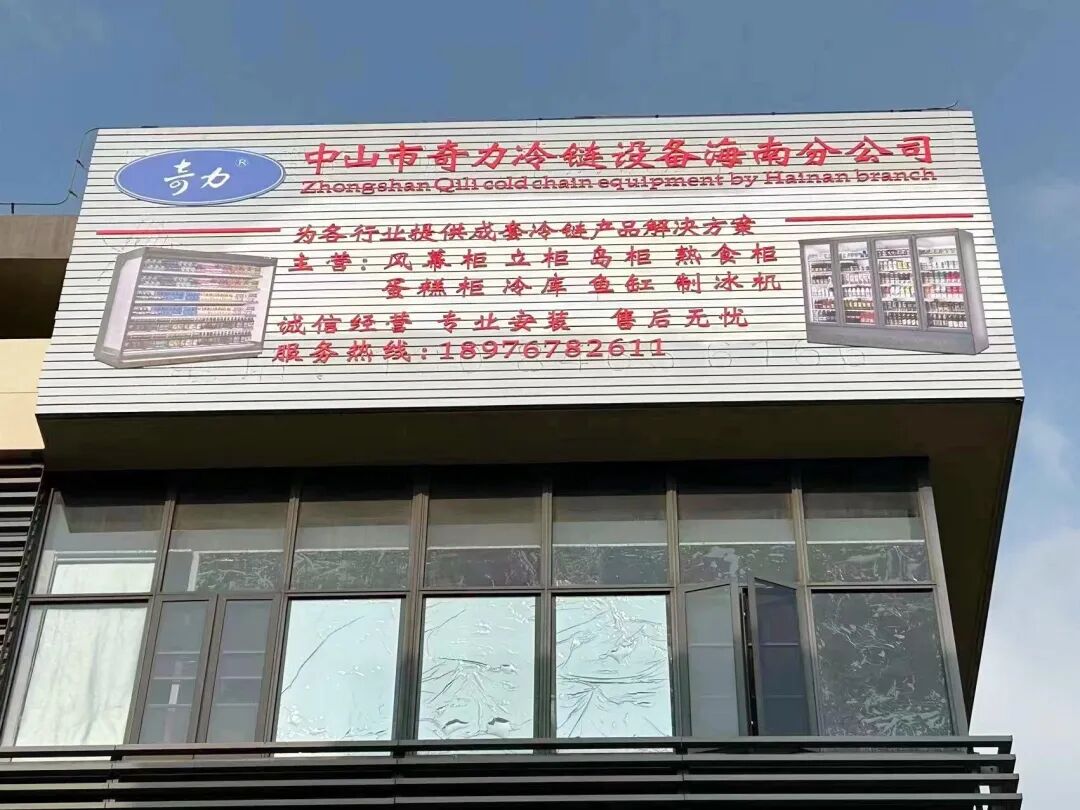 奇力®
中山市奇力冷链设备海南分公司
Zhongshan Qili cold chain equipment by Hainan branch
为各行业提供成套冷链产品解决方案
主营：风幕柜 立柜 岛柜 熟食柜
蛋糕柜 冷库 鱼缸 制冰机
诚信经营 专业安装 售后无忧
服务热线：18976782611